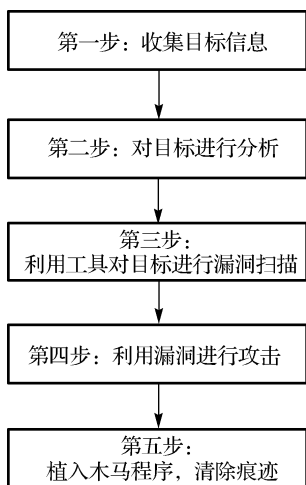 第一步：收集目标信息
第二步：对目标进行分析
第三步：
利用工具对目标进行漏洞扫描
第四步：利用漏洞进行攻击
第五步：
植入木马程序，清除痕迹